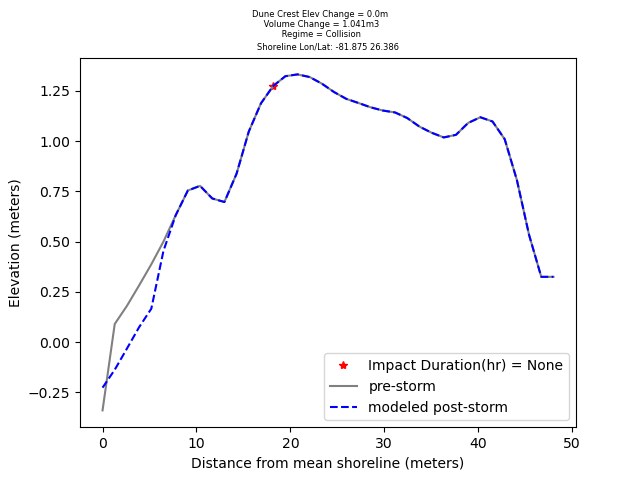 Dune Crest Elev Change = 0.0m
Volume Change = 1.041m3
Regime = Collision
Shoreline Lon/Lat: -81.875 26.386
1.25
1.00
0.75
0.50
0.25
0.00
−0.25
Elevation (meters)
Impact Duration(hr) = None
pre-storm
modeled post-storm
0 10 20 30 40 50
Distance from mean shoreline (meters)